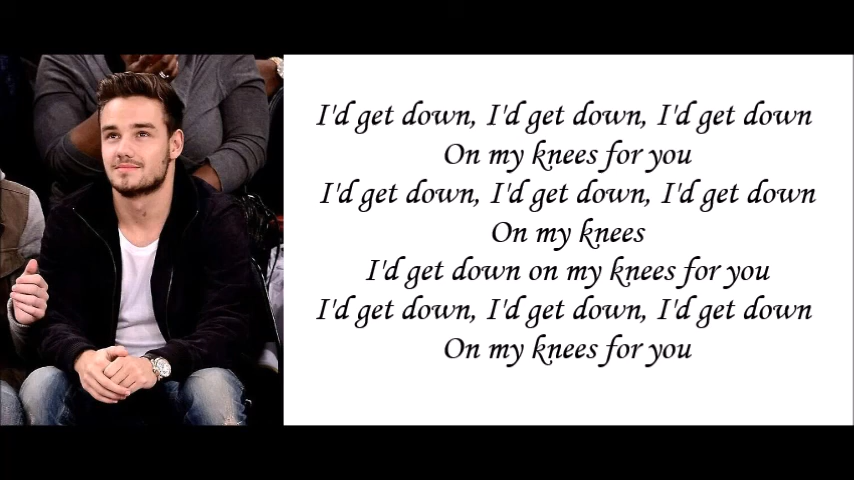 I'd get down, I'd get down, I'd get down
On my knees for you
I'd get down, I'd get down, I'd get down
On my knees
I'd get down on my knees for you
I'd get down, I'd get down, I'd get down
On my knees for you